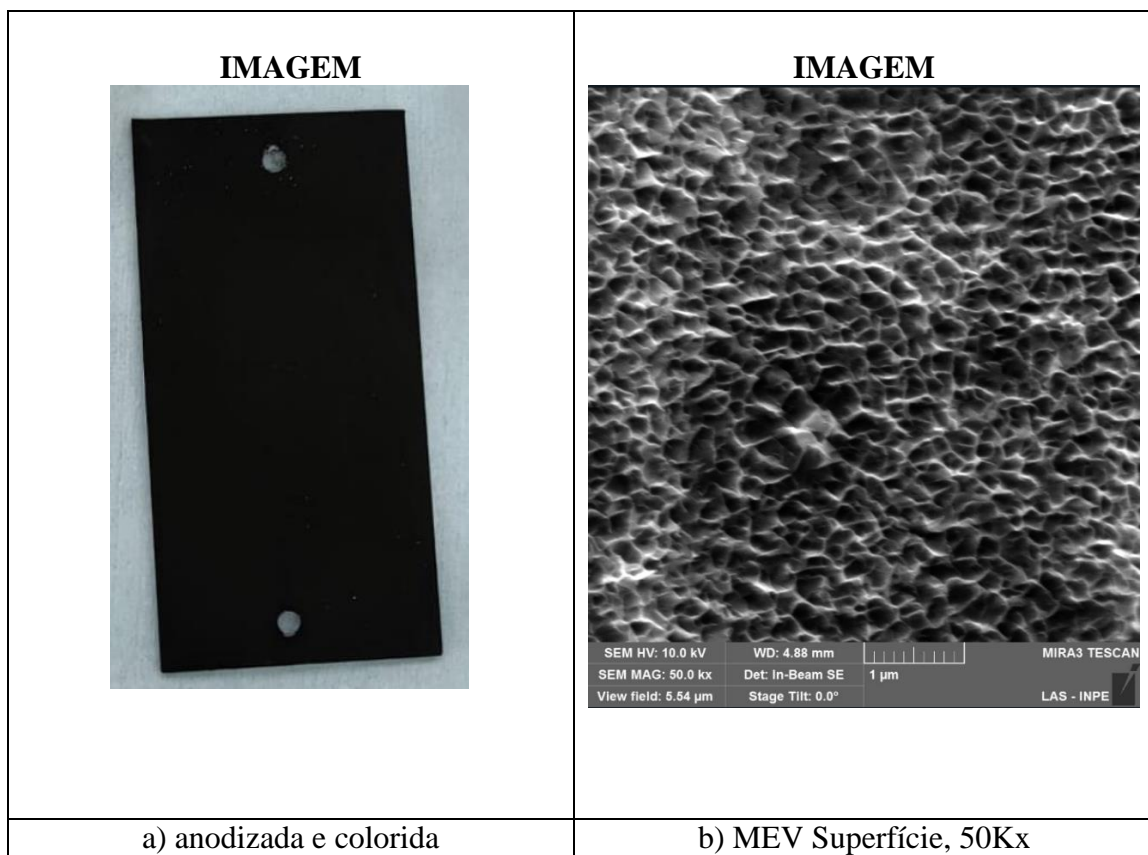 IMAGEM
IMAGEM
SEM HV: 10.0 kV WD: 4.88 mm MIRA3 TESCAN
SEM MAG: 50.0 kx Det: In-Beam SE 1 µm
View field: 5.54 µm Stage Tilt: 0.0° LAS - INPE
a) anodizada e colorida
b) MEV Superfície, 50Kx